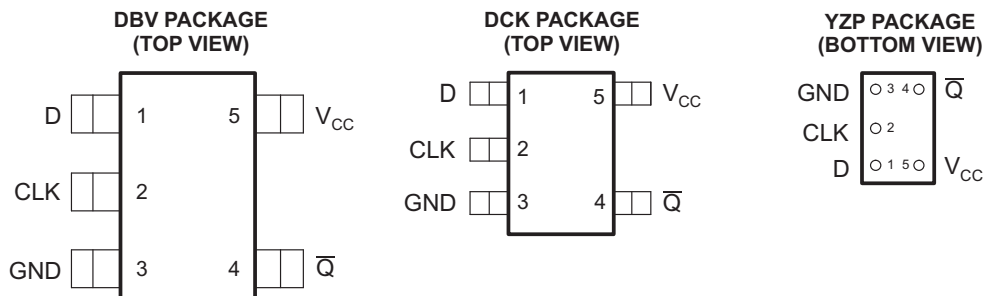 DBV PACKAGE
(TOP VIEW)
D 1 5 VCC
CLK 2
GND 3 4 Q̅
DCK PACKAGE
(TOP VIEW)
D 1 5 VCC
CLK 2
GND 3 4 Q̅
YZP PACKAGE
(BOTTOM VIEW)
GND 3 4 Q̅
CLK 2
D 1 5 VCC